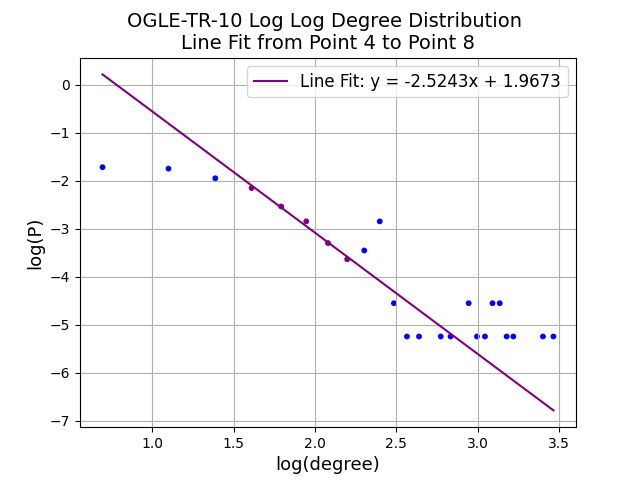 OGLE-TR-10 Log Log Degree Distribution
Line Fit from Point 4 to Point 8
Line Fit: y = -2.5243x + 1.9673
log(P)
0
−1
−2
−3
−4
−5
−6
−7
1.0 1.5 2.0 2.5 3.0 3.5
log(degree)